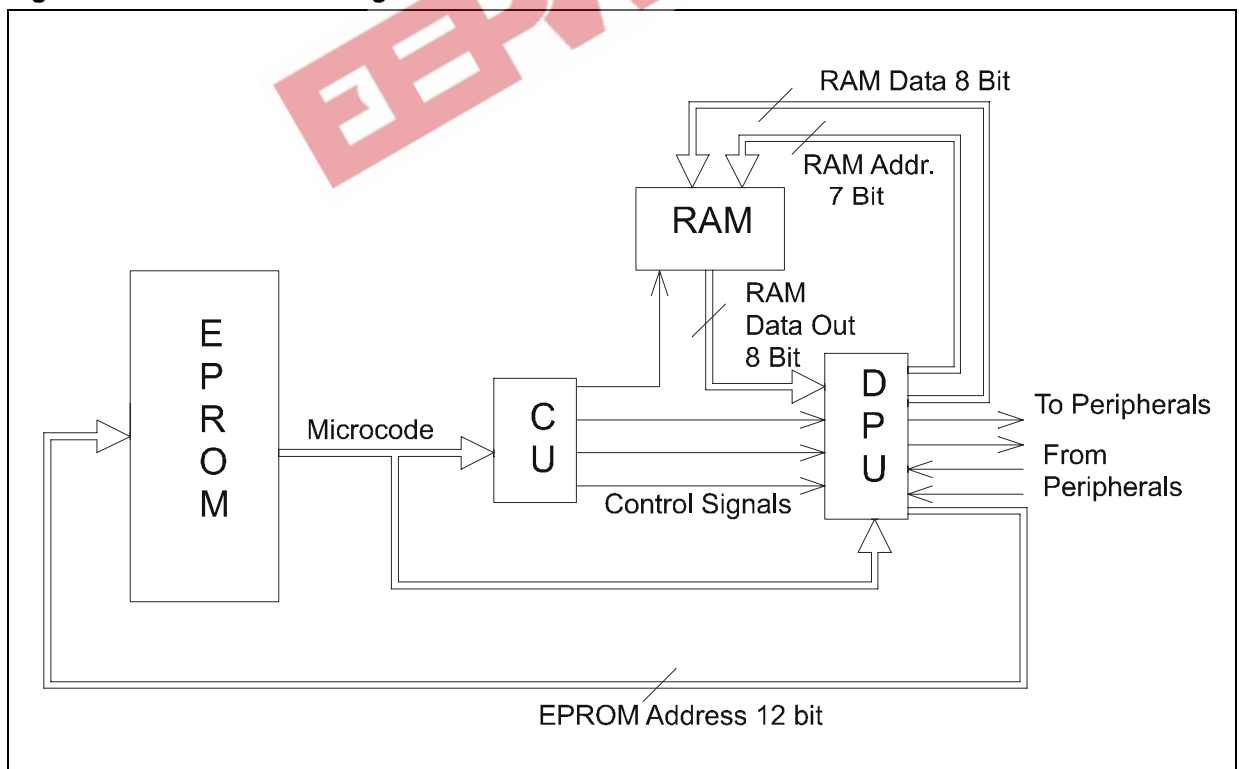 RAM Data 8 Bit
RAM Addr.
7 Bit
RAM
RAM
Data Out
8 Bit
E
P
R
O
M
Microcode
C
U
Control Signals
D
P
U
To Peripherals
From
Peripherals
EPROM Address 12 bit